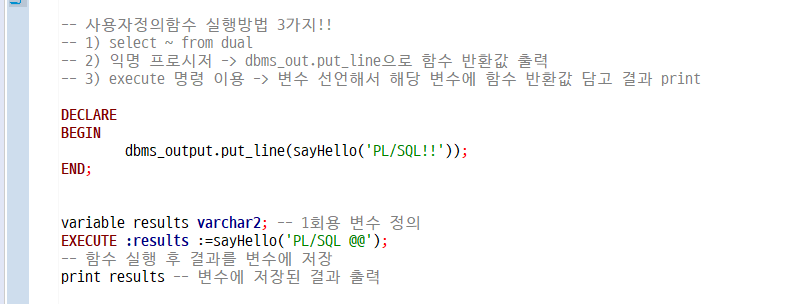 -- 사용자정의함수 실행방법 3가지!!
-- 1) select ~ from dual
-- 2) 익명 프로시저 -> dbms_out.put_line으로 함수 반환값 출력
-- 3) execute 명령 이용 -> 변수 선언해서 해당 변수에 함수 반환값 담고 결과 print
DECLARE
BEGIN
dbms_output.put_line(sayHello('PL/SQL!!'));
END;
variable results varchar2; -- 1회용 변수 정의
EXECUTE :results :=sayHello('PL/SQL @@');
-- 함수 실행 후 결과를 변수에 저장
print results -- 변수에 저장된 결과 출력